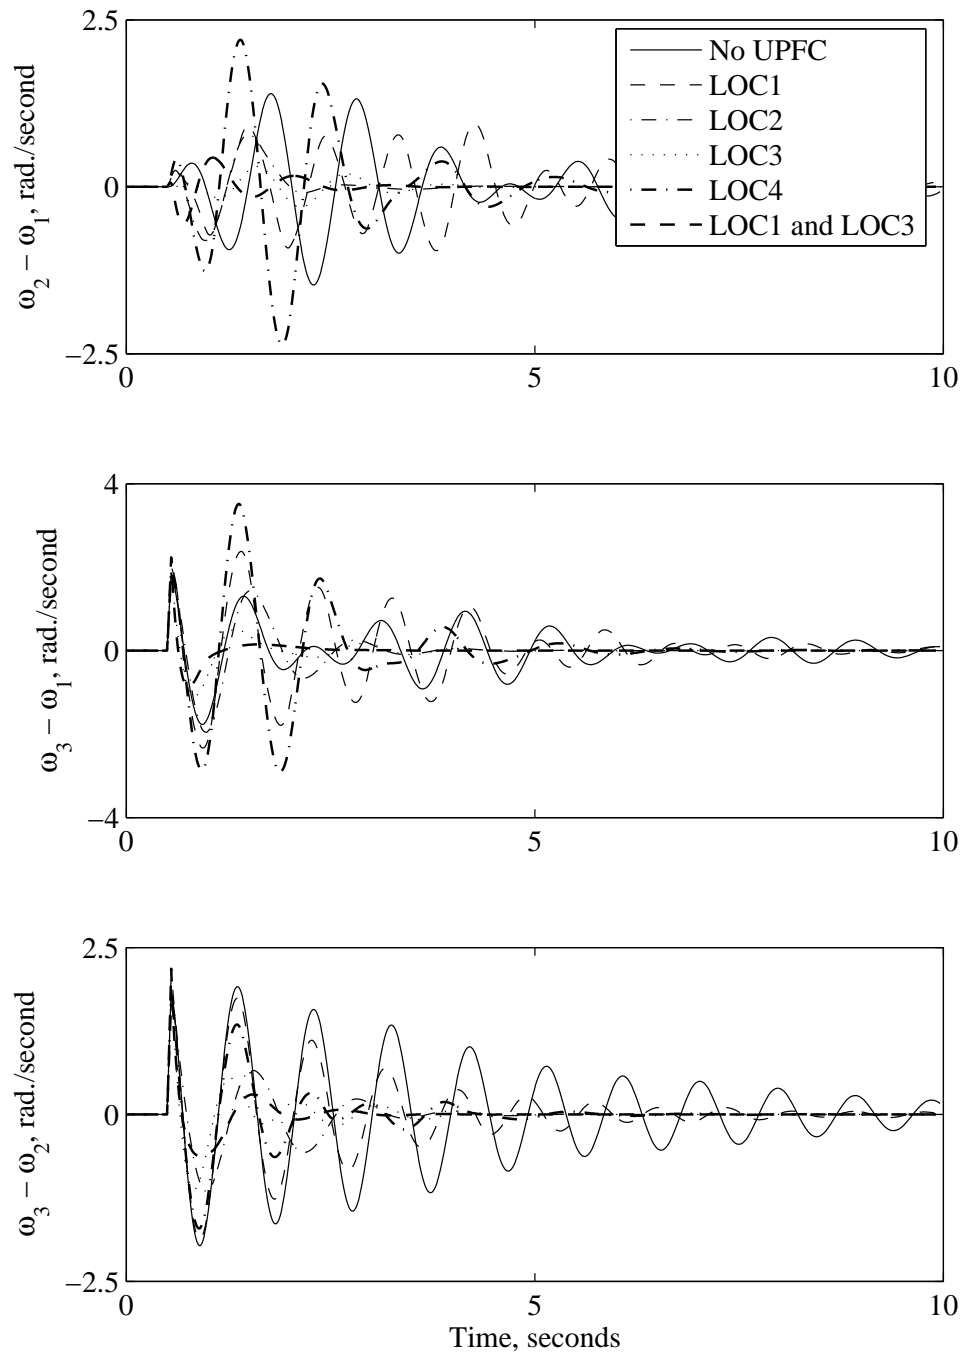 2.5
0
−2.5
0
5
10
ω2 − ω1, rad./second
No UPFC
LOC1
LOC2
LOC3
LOC4
LOC1 and LOC3
4
0
−4
0
5
10
ω3 − ω1, rad./second
2.5
0
−2.5
0
5
10
ω3 − ω2, rad./second
Time, seconds